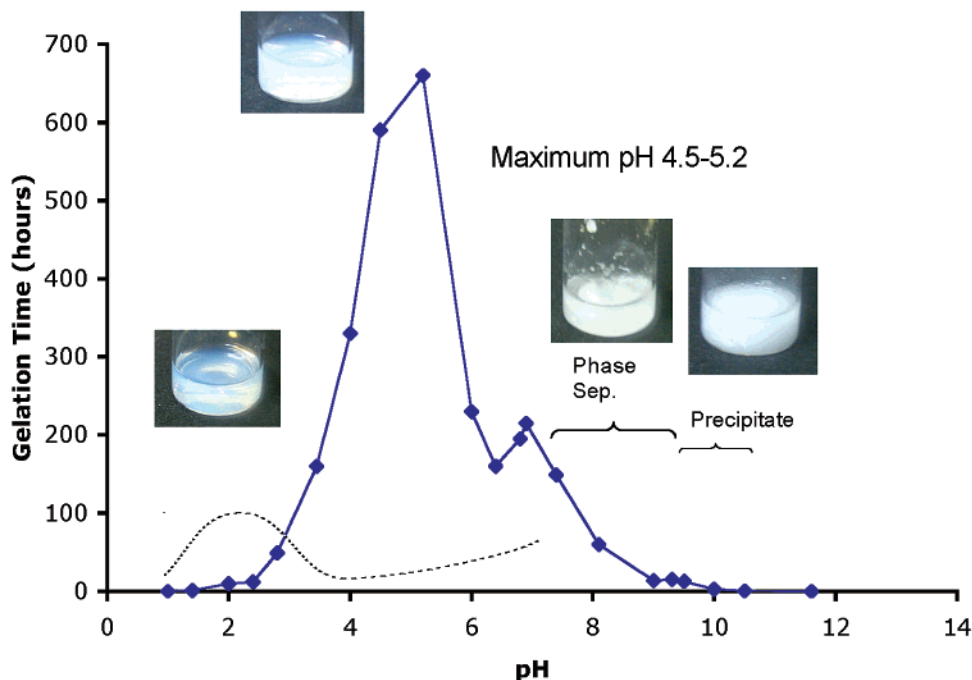 700
600
500
400
300
200
100
0
Gelation Time (hours)
Maximum pH 4.5-5.2
Phase
Sep.
Precipitate
0 2 4 6 8 10 12 14
pH